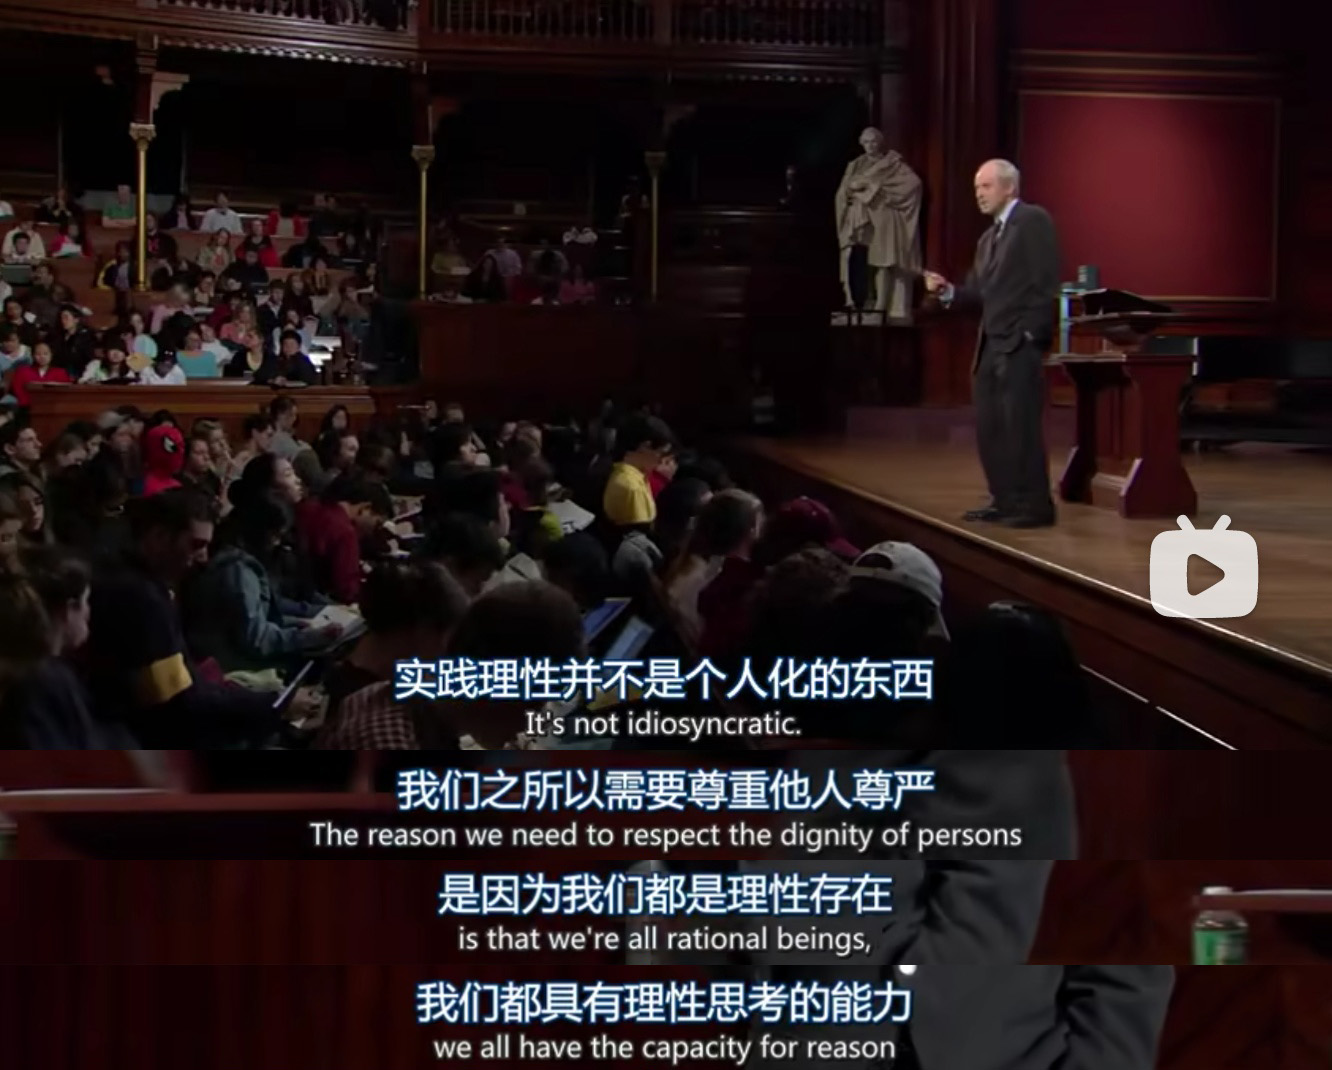 实践理性并不是个人化的东西
It's not idiosyncratic.
我们之所以需要尊重他人尊严
The reason we need to respect the dignity of persons
是因为我们都是理性存在
is that we're all rational beings,
我们都具有理性思考的能力
we all have the capacity for reason